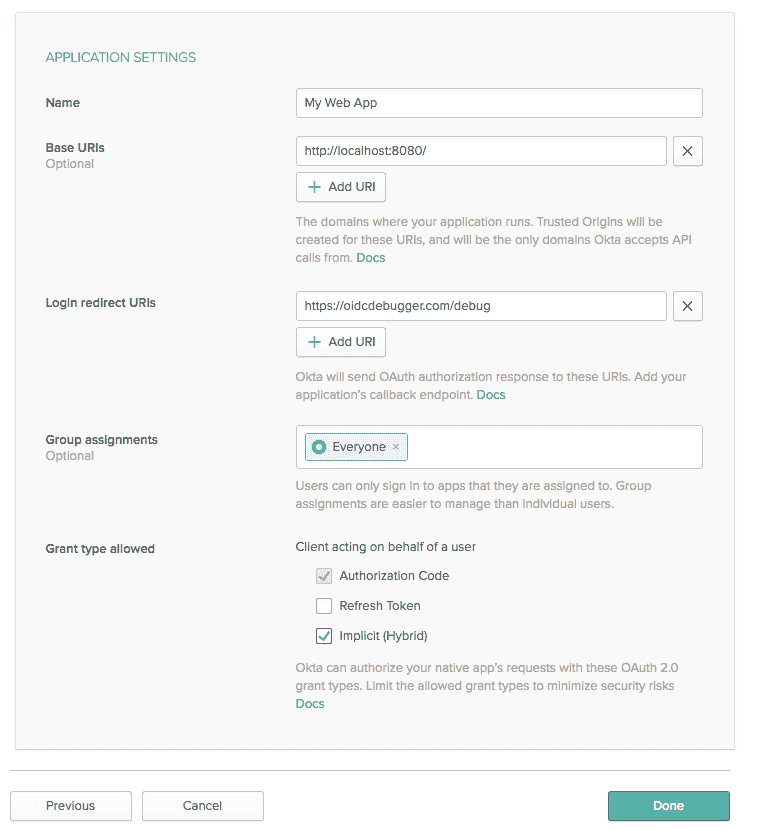 APPLICATION SETTINGS
Name
My Web App
Base URIs
Optional
http://localhost:8080/
+ Add URI
The domains where your application runs. Trusted Origins will be
created for these URIs, and will be the only domains Okta accepts API
calls from. Docs
Login redirect URIs
https://oidcdebugger.com/debug
+ Add URI
Okta will send OAuth authorization response to these URIs. Add your
application's callback endpoint. Docs
Group assignments
Optional
Everyone ×
Users can only sign in to apps that they are assigned to. Group
assignments are easier to manage than individual users.
Grant type allowed
Client acting on behalf of a user
Authorization Code
Refresh Token
Implicit (Hybrid)
Okta can authorize your native app's requests with these OAuth 2.0
grant types. Limit the allowed grant types to minimize security risks
Docs
Previous
Cancel
Done